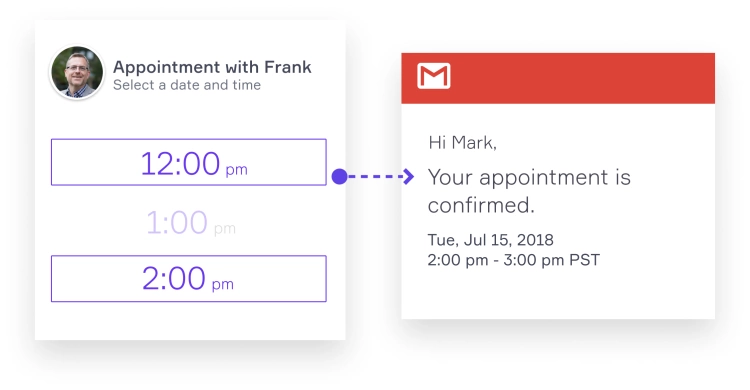 Appointment with Frank
Select a date and time
12:00 pm
1:00 pm
2:00 pm
Hi Mark,
Your appointment is
confirmed.
Tue, Jul 15, 2018
2:00 pm - 3:00 pm PST